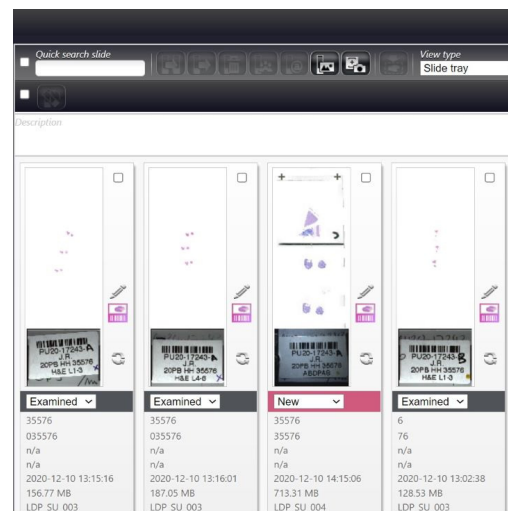 Quick search slide
View type
Slide tray
Description
PU20-17243-A
J.R.
20PB HH 35576
H&E L1-3
PU20-17243-A
J.R.
20PB HH 35576
H&E L4-6
PU20-17243-A
J.R.
20PB HH 35576
ABDPAS
PU20-17243-B
J.R.
20PB HH 35576
H&E L1-3
Examined
Examined
New
Examined
35576
35576
35576
6
035576
035576
35576
76
n/a
n/a
n/a
n/a
n/a
n/a
n/a
n/a
2020-12-10 13:15:16
2020-12-10 13:16:01
2020-12-10 14:15:06
2020-12-10 13:02:38
156.77 MB
187.05 MB
713.31 MB
128.53 MB
LDP SU 003
LDP SU 003
LDP SU 004
LDP SU 003